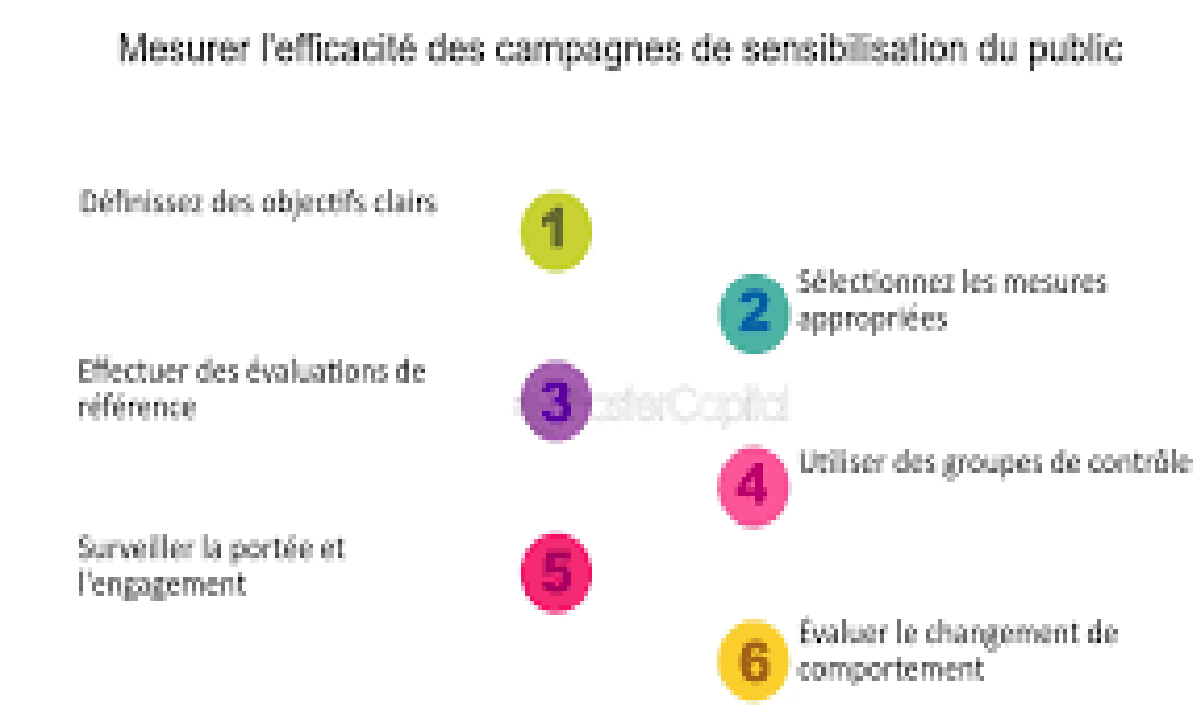 Mesurer l'efficacité des campagnes de sensibilisation du public
Définissez des objectifs clairs
1
2
Sélectionnez les mesures
appropriées
Effectuer des évaluations de
référence
3
4
Utiliser des groupes de contrôle
Surveiller la portée et
l'engagement
5
6
Évaluer le changement de
comportement